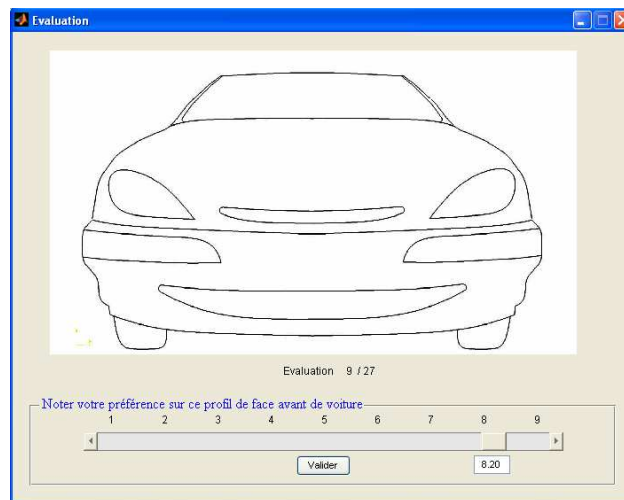 Evaluation
Evaluation 9 / 27
Noter votre préférence sur ce profil de face avant de voiture
1 2 3 4 5 6 7 8 9
Valider 8.20